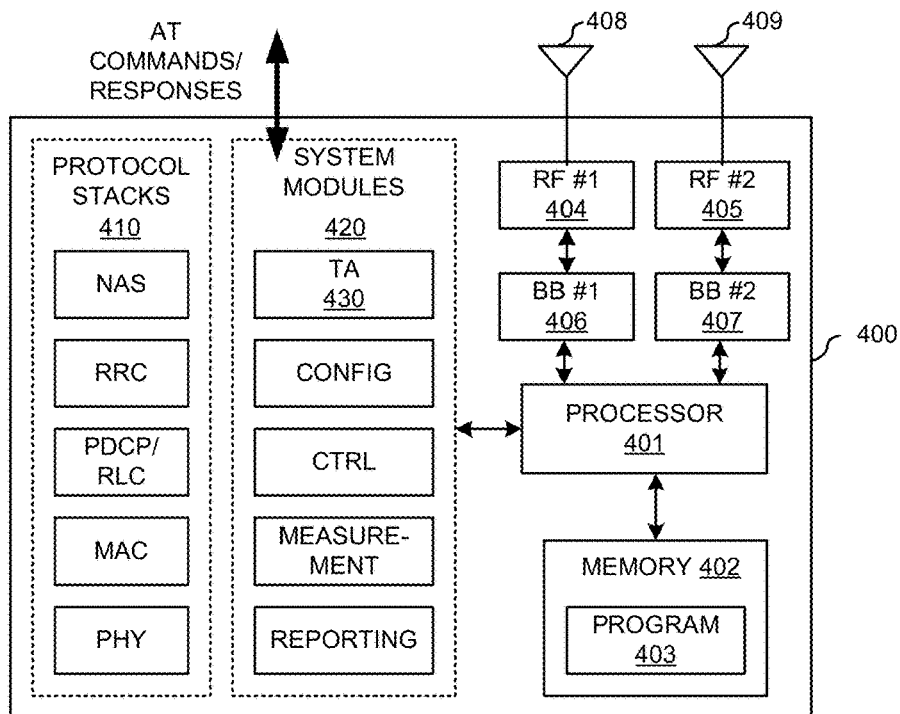 AT
COMMANDS/
RESPONSES
408
409
PROTOCOL
STACKS
410
NAS
RRC
PDCP/
RLC
MAC
PHY
SYSTEM
MODULES
420
TA
430
CONFIG
CTRL
MEASURE-
MENT
REPORTING
RF #1
404
RF #2
405
BB #1
406
BB #2
407
400
PROCESSOR
401
MEMORY 402
PROGRAM
403